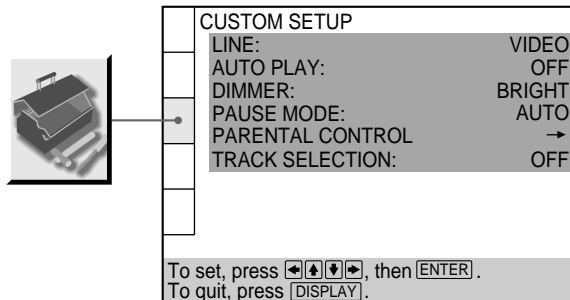 CUSTOM SETUP
LINE: VIDEO
AUTO PLAY: OFF
DIMMER: BRIGHT
PAUSE MODE: AUTO
PARENTAL CONTROL →
TRACK SELECTION: OFF
To set, press ←↑↓→, then ENTER.
To quit, press DISPLAY.